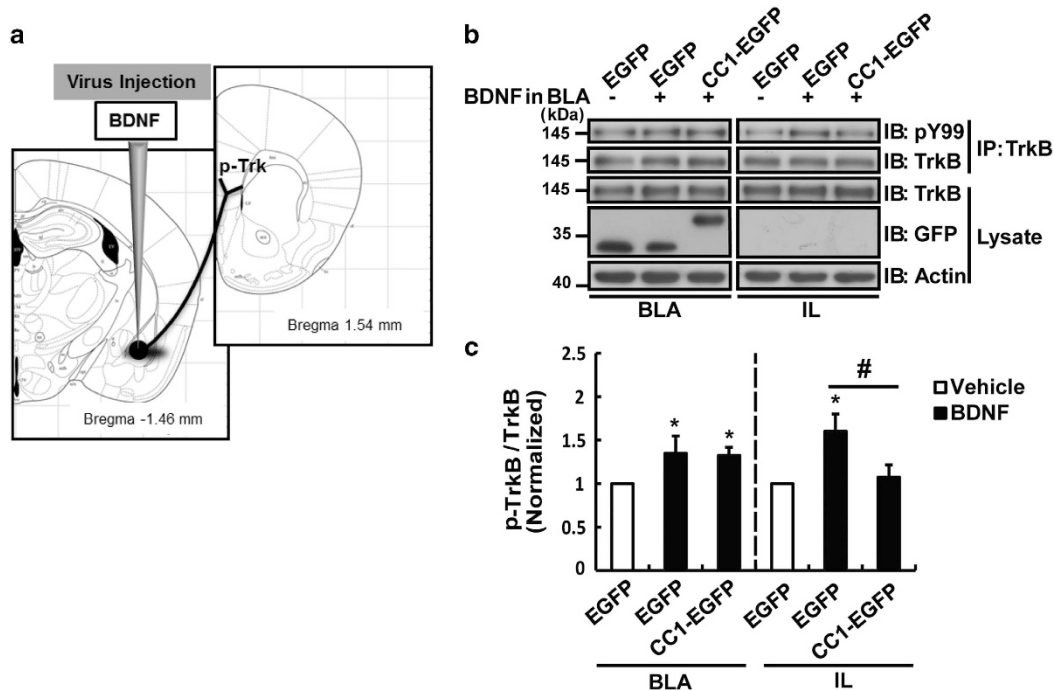 a
Virus Injection
BDNF
p-Trk
Bregma 1.54 mm
Bregma -1.46 mm
b
EGFP EGFP CC1-EGFP EGFP EGFP CC1-EGFP
BDNF in BLA - + + - + +
(kDa)
145 IB: pY99
145 IB: TrkB
IP: TrkB
145 IB: TrkB
35 IB: GFP
40 IB: Actin
Lysate
BLA IL
c
p-TrkB / TrkB
(Normalized)
2.5
2
1.5
1
0.5
0
* * * #
Vehicle
BDNF
EGFP EGFP CC1-EGFP EGFP EGFP CC1-EGFP
BLA IL